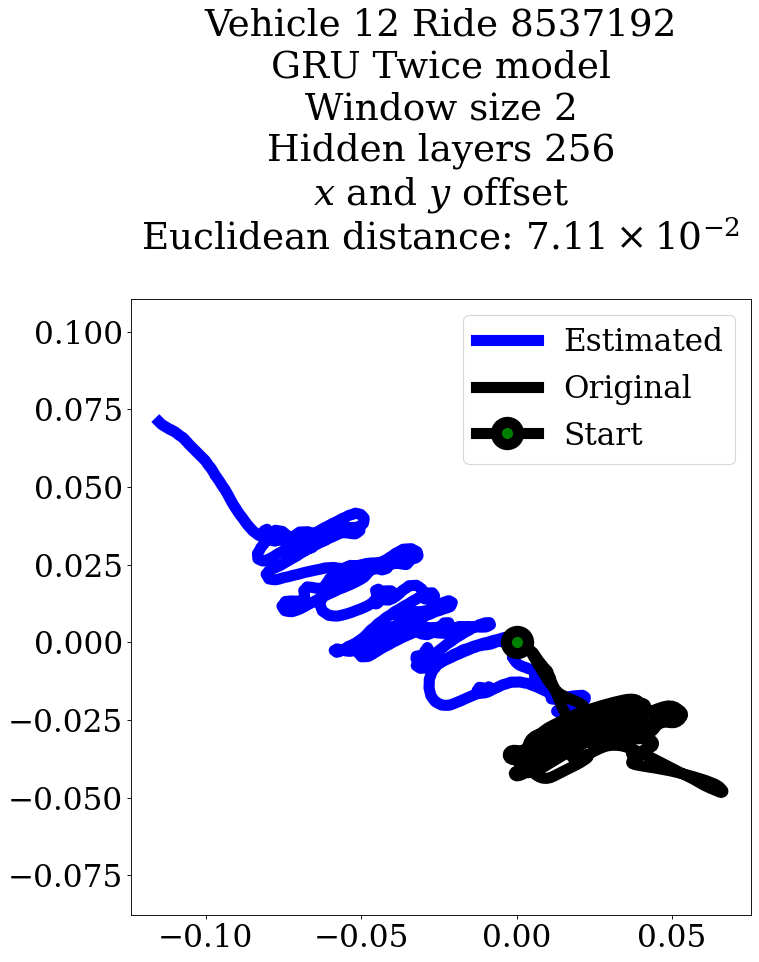 Vehicle 12 Ride 8537192
GRU Twice model
Window size 2
Hidden layers 256
x and y offset
Euclidean distance: 7.11 × 10⁻²
Estimated
Original
Start
0.100
0.075
0.050
0.025
0.000
−0.025
−0.050
−0.075
−0.10 −0.05 0.00 0.05